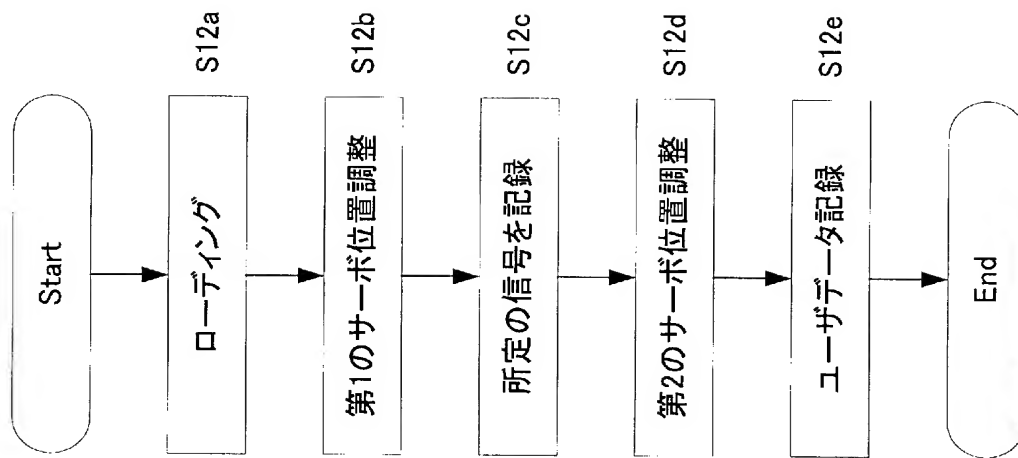 Start
ローディング
S12a
第1のサーボ位置調整
S12b
所定の信号を記録
S12c
第2のサーボ位置調整
S12d
ユーザデータ記録
S12e
End